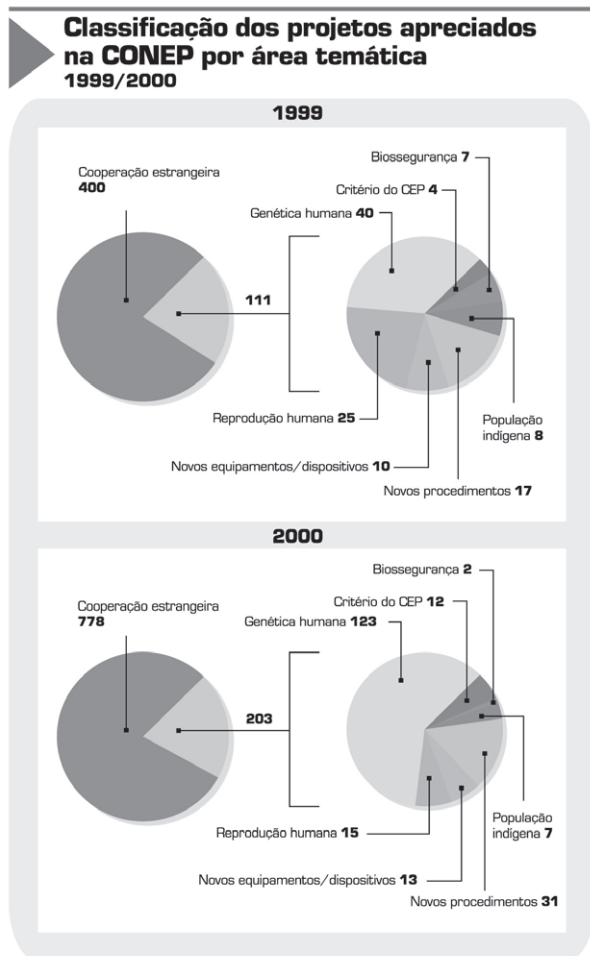 Classificação dos projetos apreciados
na CONEP por área temática
1999/2000
1999
Biossegurança 7
Cooperação estrangeira
400
Critério do CEP 4
Genética humana 40
111
Reprodução humana 25
População
indígena 8
Novos equipamentos/dispositivos 10
Novos procedimentos 17
2000
Biossegurança 2
Cooperação estrangeira
778
Critério do CEP 12
Genética humana 123
203
Reprodução humana 15
População
indígena 7
Novos equipamentos/dispositivos 13
Novos procedimentos 31